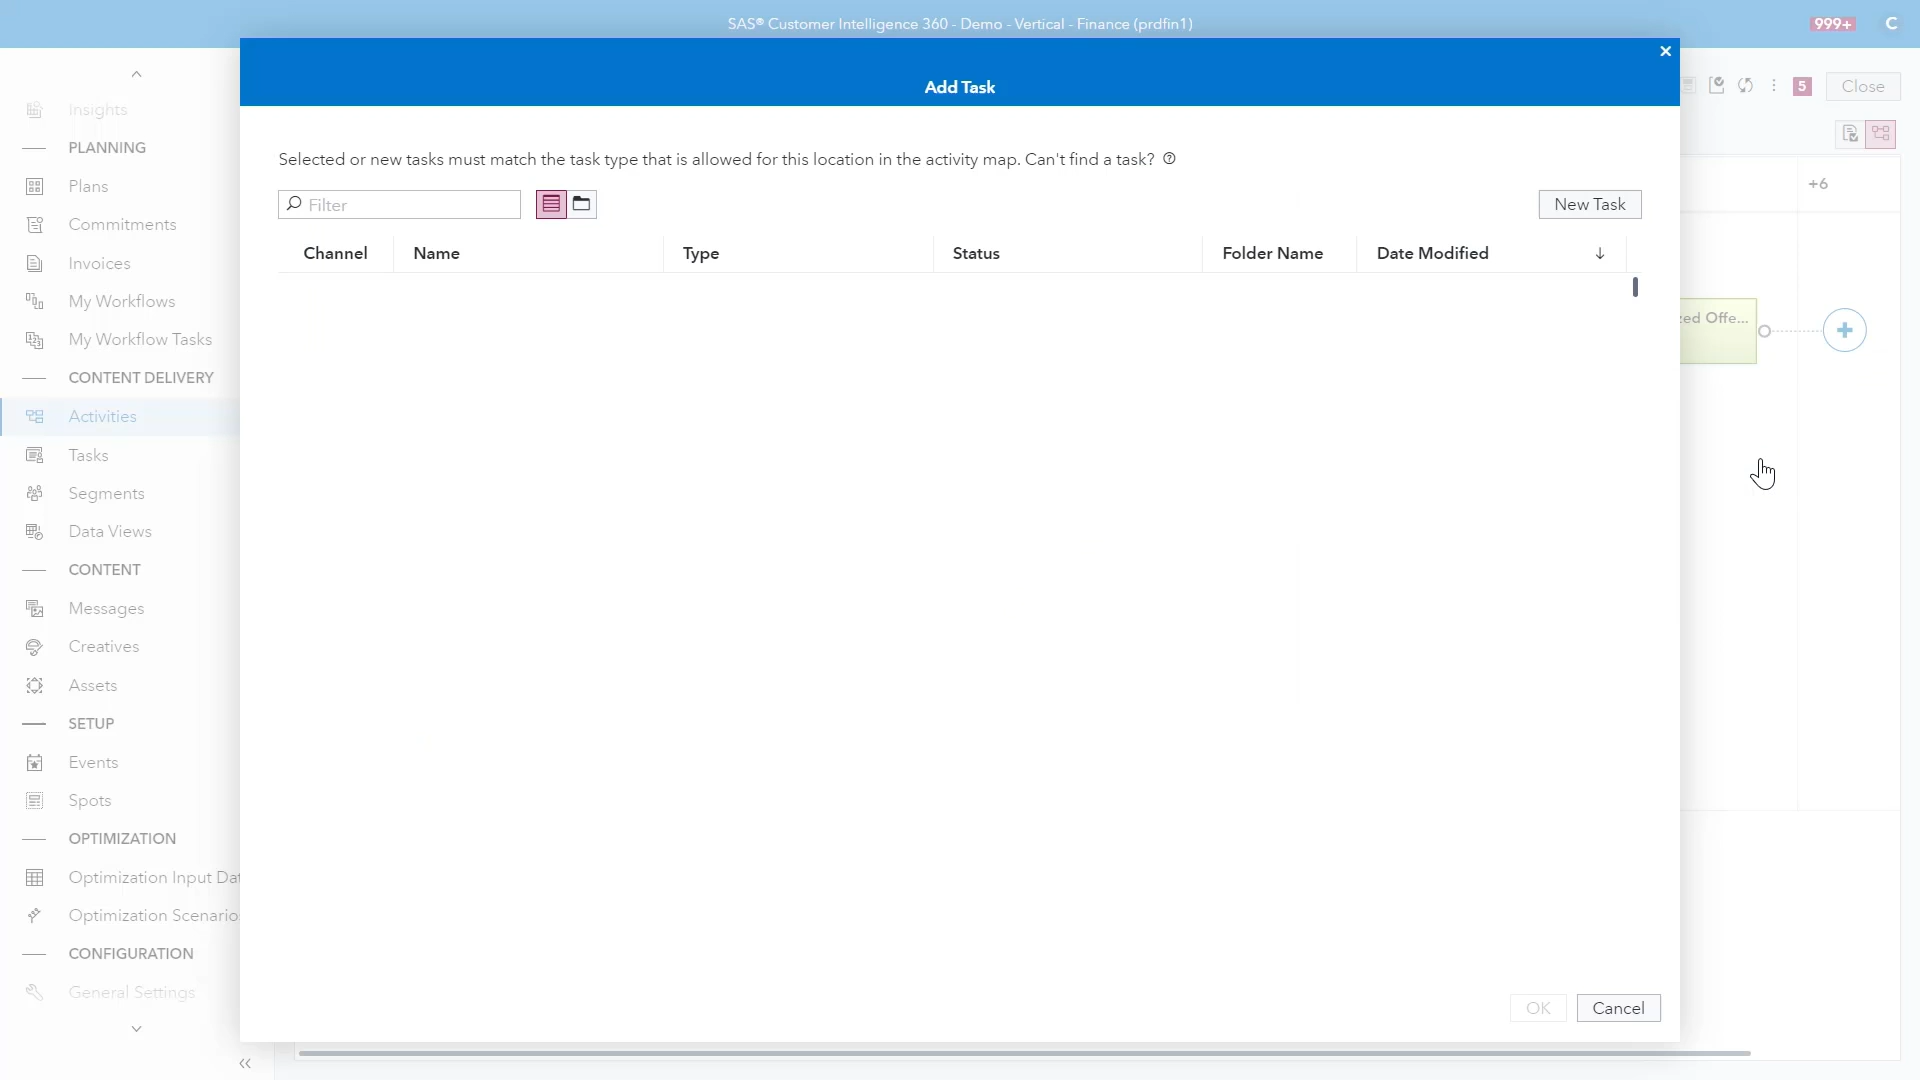 SAS® Customer Intelligence 360 - Demo - Vertical - Finance (prdfin1)
999+
C
Add Task
Insights
PLANNING
Plans
Commitments
Invoices
My Workflows
My Workflow Tasks
CONTENT DELIVERY
Activities
Tasks
Segments
Data Views
CONTENT
Messages
Creatives
Assets
SETUP
Events
Spots
OPTIMIZATION
Optimization Input Dat
Optimization Scenario
CONFIGURATION
General Settings
Selected or new tasks must match the task type that is allowed for this location in the activity map. Can't find a task?
Filter
New Task
Channel Name Type Status Folder Name Date Modified
OK Cancel
5
Close
+6
zed Offe...